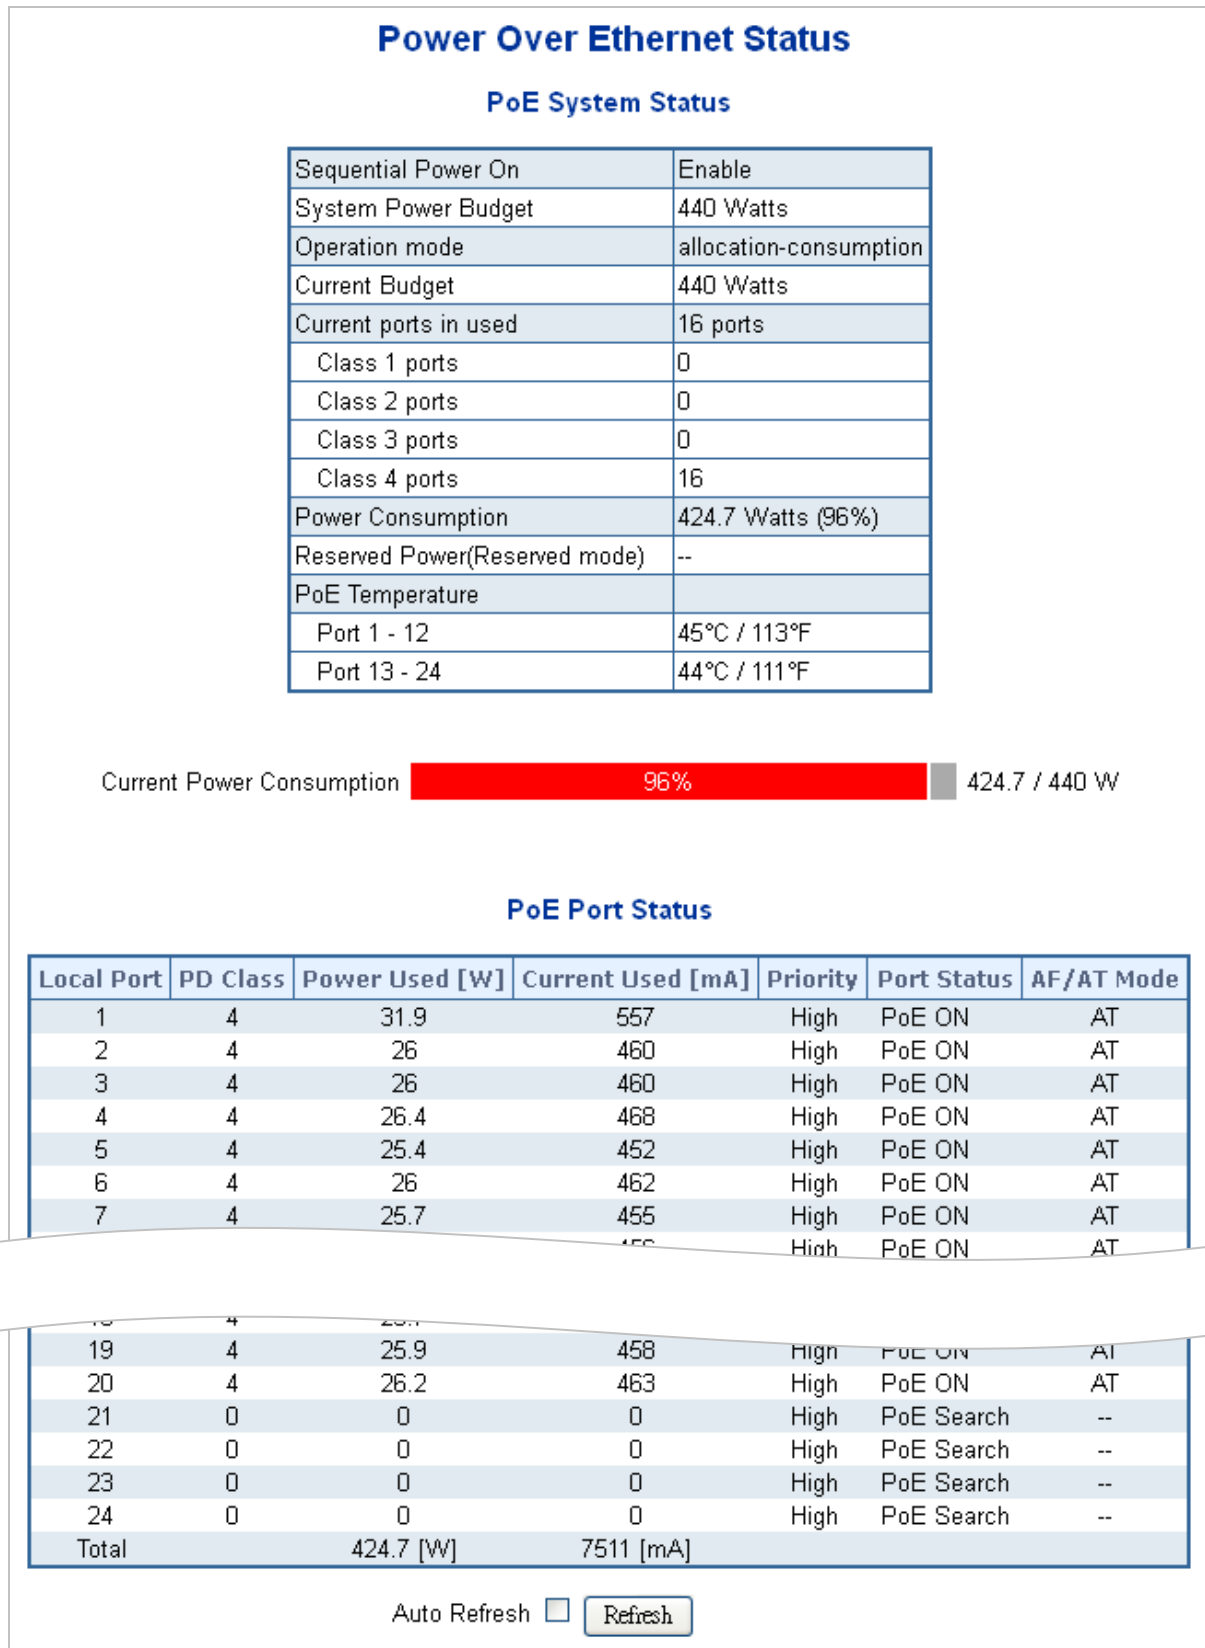 Power Over Ethernet Status
PoE System Status
Sequential Power On Enable
System Power Budget 440 Watts
Operation mode allocation-consumption
Current Budget 440 Watts
Current ports in used 16 ports
Class 1 ports 0
Class 2 ports 0
Class 3 ports 0
Class 4 ports 16
Power Consumption 424.7 Watts (96%)
Reserved Power(Reserved mode) --
PoE Temperature
Port 1 - 12 45°C / 113°F
Port 13 - 24 44°C / 111°F
Current Power Consumption 96% 424.7 / 440 W
PoE Port Status
Local Port PD Class Power Used [W] Current Used [mA] Priority Port Status AF/AT Mode
1 4 31.9 557 High PoE ON AT
2 4 26 460 High PoE ON AT
3 4 26 460 High PoE ON AT
4 4 26.4 468 High PoE ON AT
5 4 25.4 452 High PoE ON AT
6 4 26 462 High PoE ON AT
7 4 25.7 455 High PoE ON AT
High PoE ON AT
4
19 4 25.9 458 High PoE ON AT
20 4 26.2 463 High PoE ON AT
21 0 0 0 High PoE Search --
22 0 0 0 High PoE Search --
23 0 0 0 High PoE Search --
24 0 0 0 High PoE Search --
Total 424.7 [W] 7511 [mA]
Auto Refresh Refresh